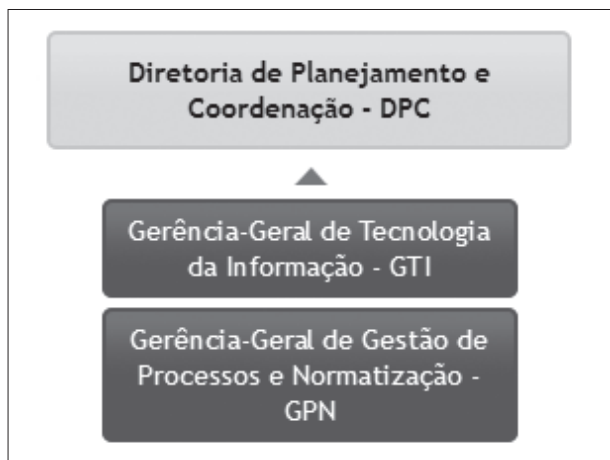 Diretoria de Planejamento e
Coordenação - DPC
Gerência-Geral de Tecnologia
da Informação - GTI
Gerência-Geral de Gestão de
Processos e Normatização -
GPN